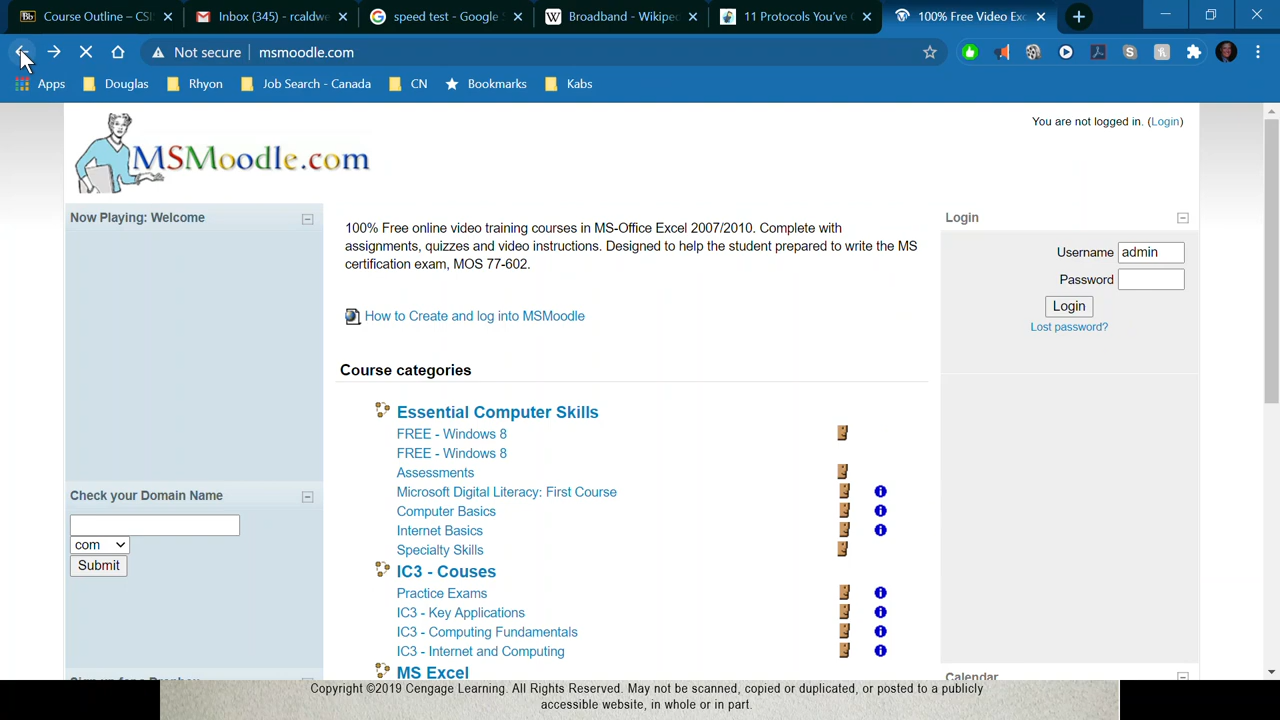 Course Outline – CSI
Inbox (345) - rcaldwe
speed test - Google
Broadband - Wikipe
11 Protocols You've
100% Free Video Ex
Not secure
msmoodle.com
Apps
Douglas
Rhyon
Job Search - Canada
CN
Bookmarks
Kabs
You are not logged in. (Login)
MSMoodle.com
Now Playing: Welcome
100% Free online video training courses in MS-Office Excel 2007/2010. Complete with
assignments, quizzes and video instructions. Designed to help the student prepared to write the MS
certification exam, MOS 77-602.
Login
Username
admin
Password
Login
Lost password?
How to Create and log into MSMoodle
Course categories
Essential Computer Skills
FREE - Windows 8
FREE - Windows 8
Assessments
Microsoft Digital Literacy: First Course
Computer Basics
Internet Basics
Specialty Skills
Check your Domain Name
com
Submit
IC3 - Couses
Practice Exams
IC3 - Key Applications
IC3 - Computing Fundamentals
IC3 - Internet and Computing
MS Excel
Calendar
Copyright ©2019 Cengage Learning. All Rights Reserved. May not be scanned, copied or duplicated, or posted to a publicly
accessible website, in whole or in part.